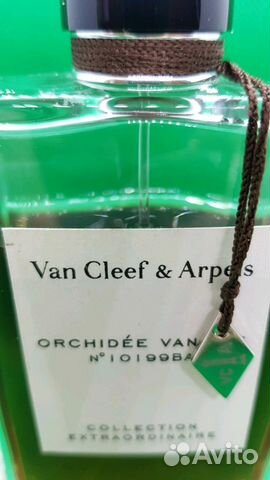 Van Cleef & Arpels
ORCHIDÉE VAN
N°10199BA
COLLECTION
EXTRAORDINAIRE
Avito